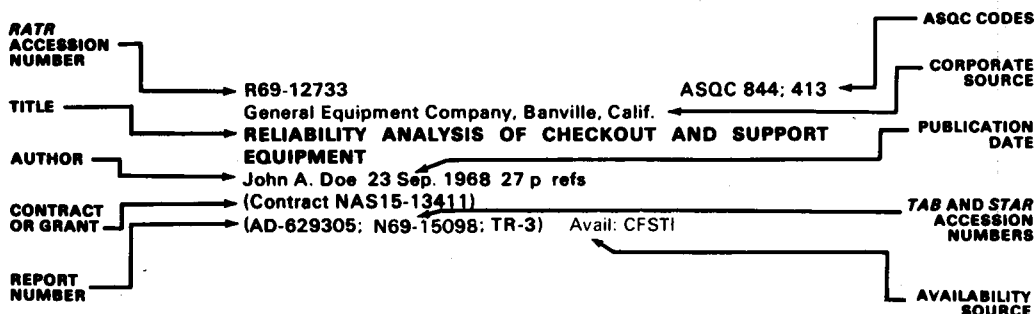 RATR
ACCESSION
NUMBER
TITLE
AUTHOR
CONTRACT
OR GRANT
REPORT
NUMBER
R69-12733 ASQC 844; 413
General Equipment Company, Banville, Calif.
RELIABILITY ANALYSIS OF CHECKOUT AND SUPPORT
EQUIPMENT
John A. Doe 23 Sep. 1968 27 p refs
(Contract NAS15-13411)
(AD-629305; N69-15098; TR-3) Avail: CFSTI
ASQC CODES
CORPORATE
SOURCE
PUBLICATION
DATE
TAB AND STAR
ACCESSION
NUMBERS
AVAILABILITY
SOURCE